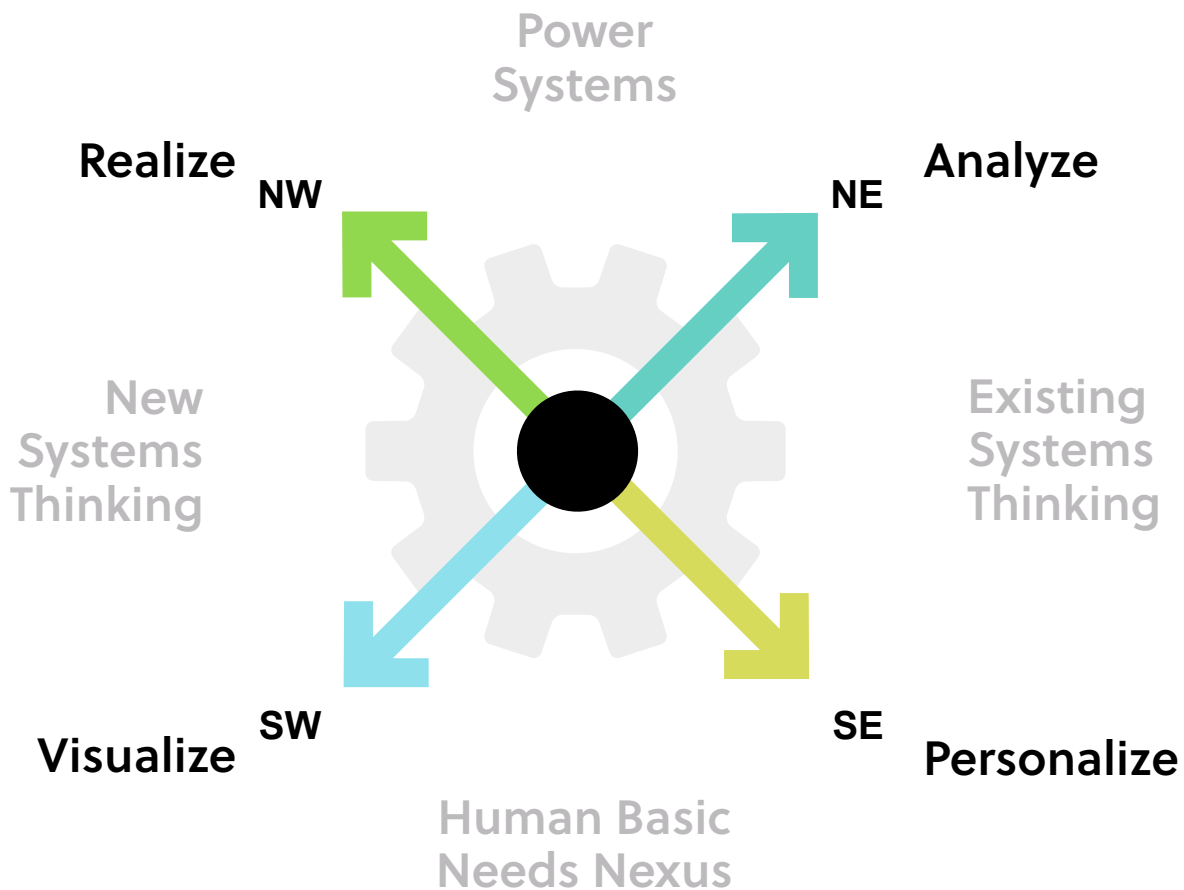 Power
Systems
Realize
NW
NE
Analyze
New
Systems
Thinking
Existing
Systems
Thinking
SW
SE
Visualize
Personalize
Human Basic
Needs Nexus